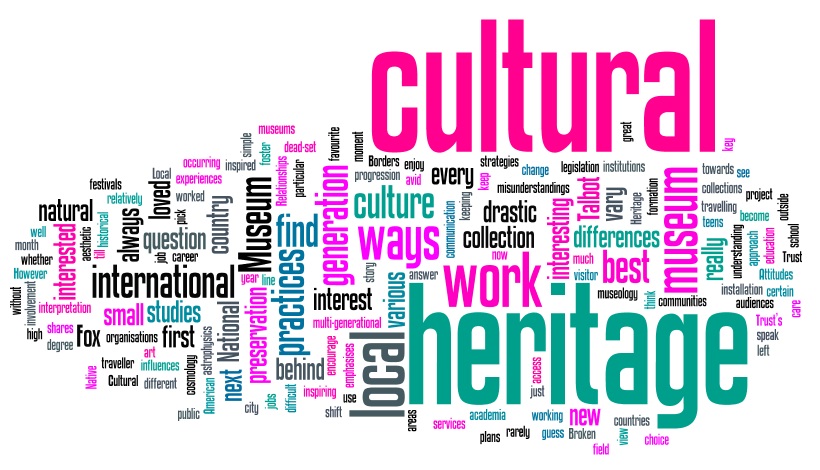 cultural
heritage
work
ways
museum
local
Museum
generation
international
culture
find
practices
best
collection
drastic
every
differences
interesting
Talbot
vary
really
country
loved
always
natural
interested
question
small
studies
Fox
first
National
preservation
next
behind
interest
various
new
museums
simple
foster
dead-set
Relationships
particular
favourite
moment
occurring
inspired
experiences
Local
worked
festivals
relatively
pick
historical
aesthetic
till
well
month
whether
However
without
involvement
interpretation
high
shares
degree
job
career
year
line
organisations
traveller
art
influences
Native
Cultural
different
cosmology
astrophysics
American
public
city
jobs
difficult
inspiring
encourage
emphasises
multi-generational
use
shift
story
answer
Borders
enjoy
progression
avid
strategies
keep
change
misunderstandings
keeping
communication
now
legislation
institutions
great
key
Heritage
formation
towards
see
collections
travelling
teens
project
become
outside
understanding
approach
education
Trust
school
Attitudes
installation
certain
audiences
care
Trust's
speak
left
much
visitor
museology
think
communities
areas
services
academia
plans
rarely
just
access
working
guess
Broken
field
countries
view
choice